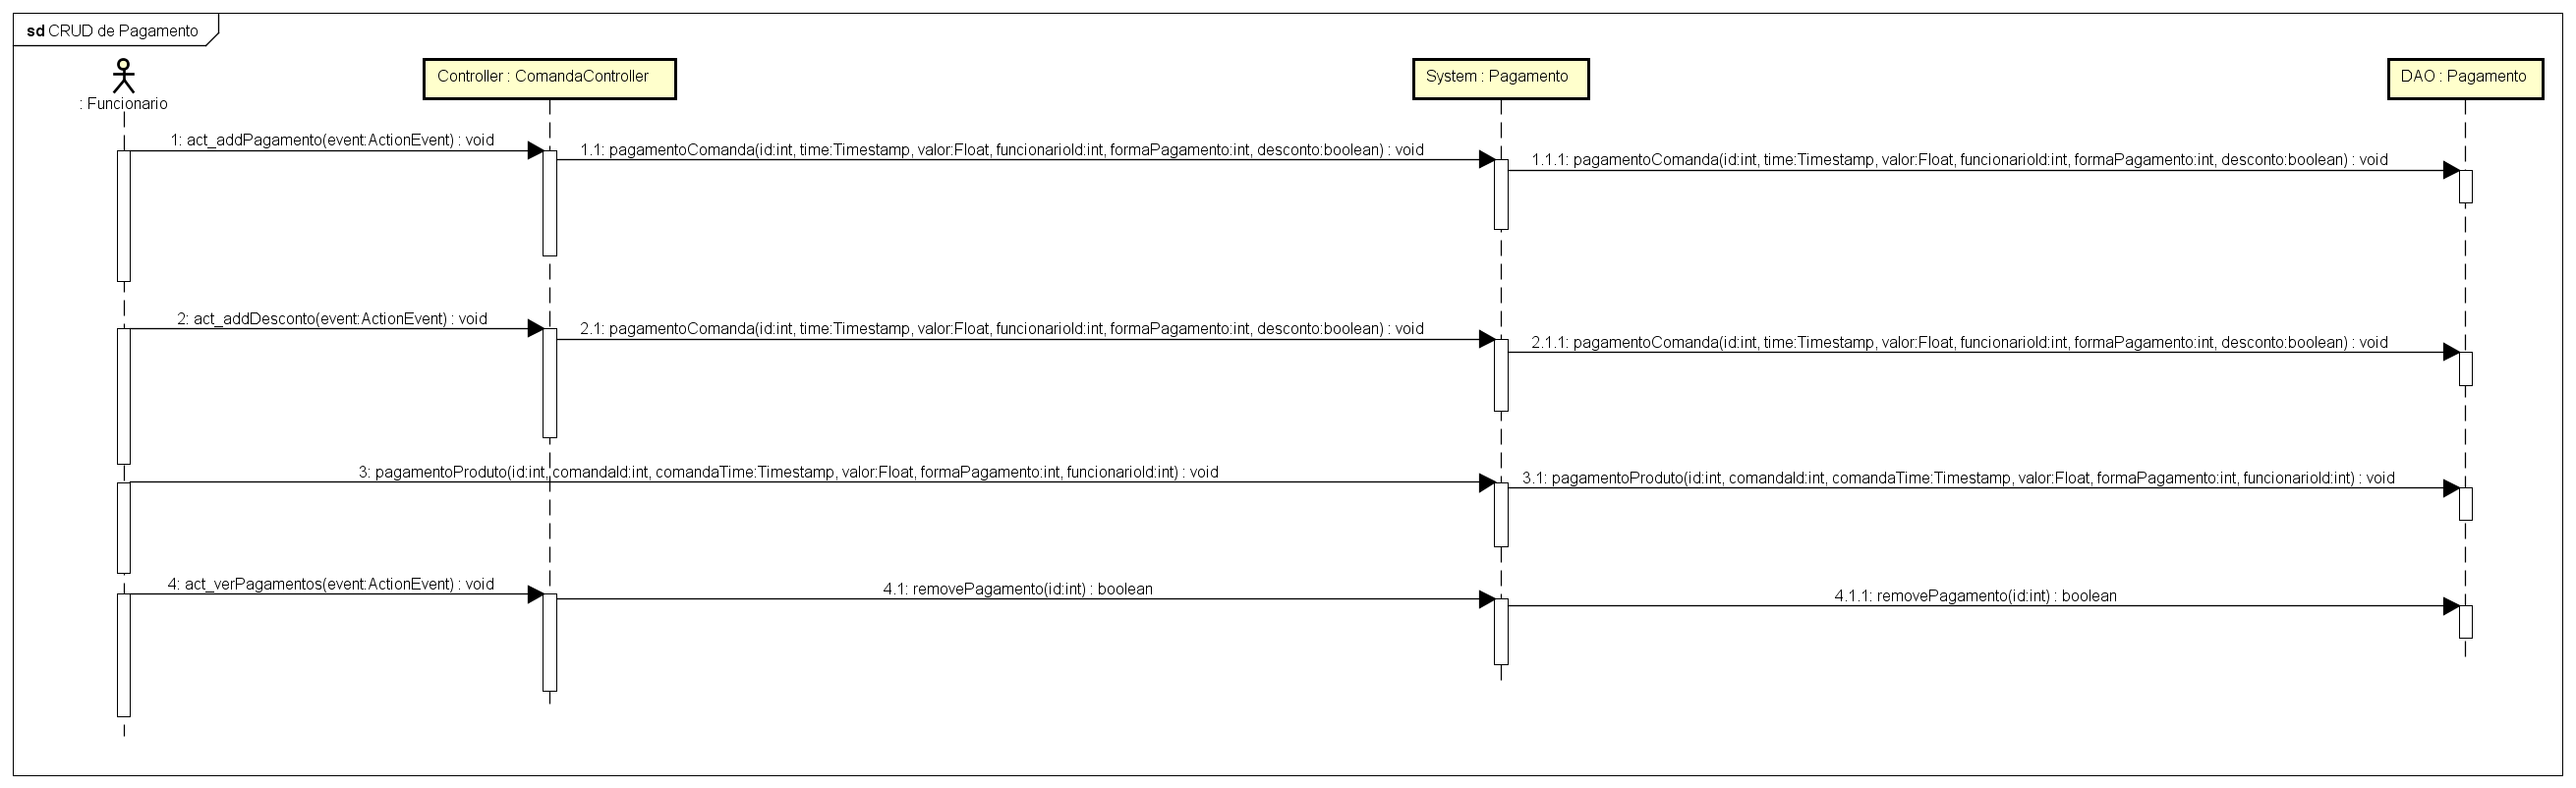 sd CRUD de Pagamento
: Funcionario
Controller : ComandaController
System : Pagamento
DAO : Pagamento
1: act_addPagamento(event:ActionEvent) : void
1.1: pagamentoComanda(id:int, time:Timestamp, valor:Float, funcionarioId:int, formaPagamento:int, desconto:boolean) : void
1.1.1: pagamentoComanda(id:int, time:Timestamp, valor:Float, funcionarioId:int, formaPagamento:int, desconto:boolean) : void
2: act_addDesconto(event:ActionEvent) : void
2.1: pagamentoComanda(id:int, time:Timestamp, valor:Float, funcionarioId:int, formaPagamento:int, desconto:boolean) : void
2.1.1: pagamentoComanda(id:int, time:Timestamp, valor:Float, funcionarioId:int, formaPagamento:int, desconto:boolean) : void
3: pagamentoProduto(id:int, comandaId:int, comandaTime:Timestamp, valor:Float, formaPagamento:int, funcionarioId:int) : void
3.1: pagamentoProduto(id:int, comandaId:int, comandaTime:Timestamp, valor:Float, formaPagamento:int, funcionarioId:int) : void
4: act_verPagamentos(event:ActionEvent) : void
4.1: removePagamento(id:int) : boolean
4.1.1: removePagamento(id:int) : boolean